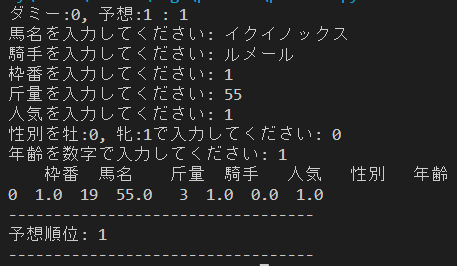 ダミー:0, 予想:1 : 1
馬名を入力してください: イクイノックス
騎手を入力してください: ルメール
枠番を入力してください: 1
斤量を入力してください: 55
人気を入力してください: 1
性別を牡:0, 牝:1で入力してください: 0
年齢を数字で入力してください: 1
枠番 馬名 斤量 騎手 人気 性別 年齢
0 1.0 19 55.0 3 1.0 0.0 1.0
----------------------------------
予想順位: 1
----------------------------------